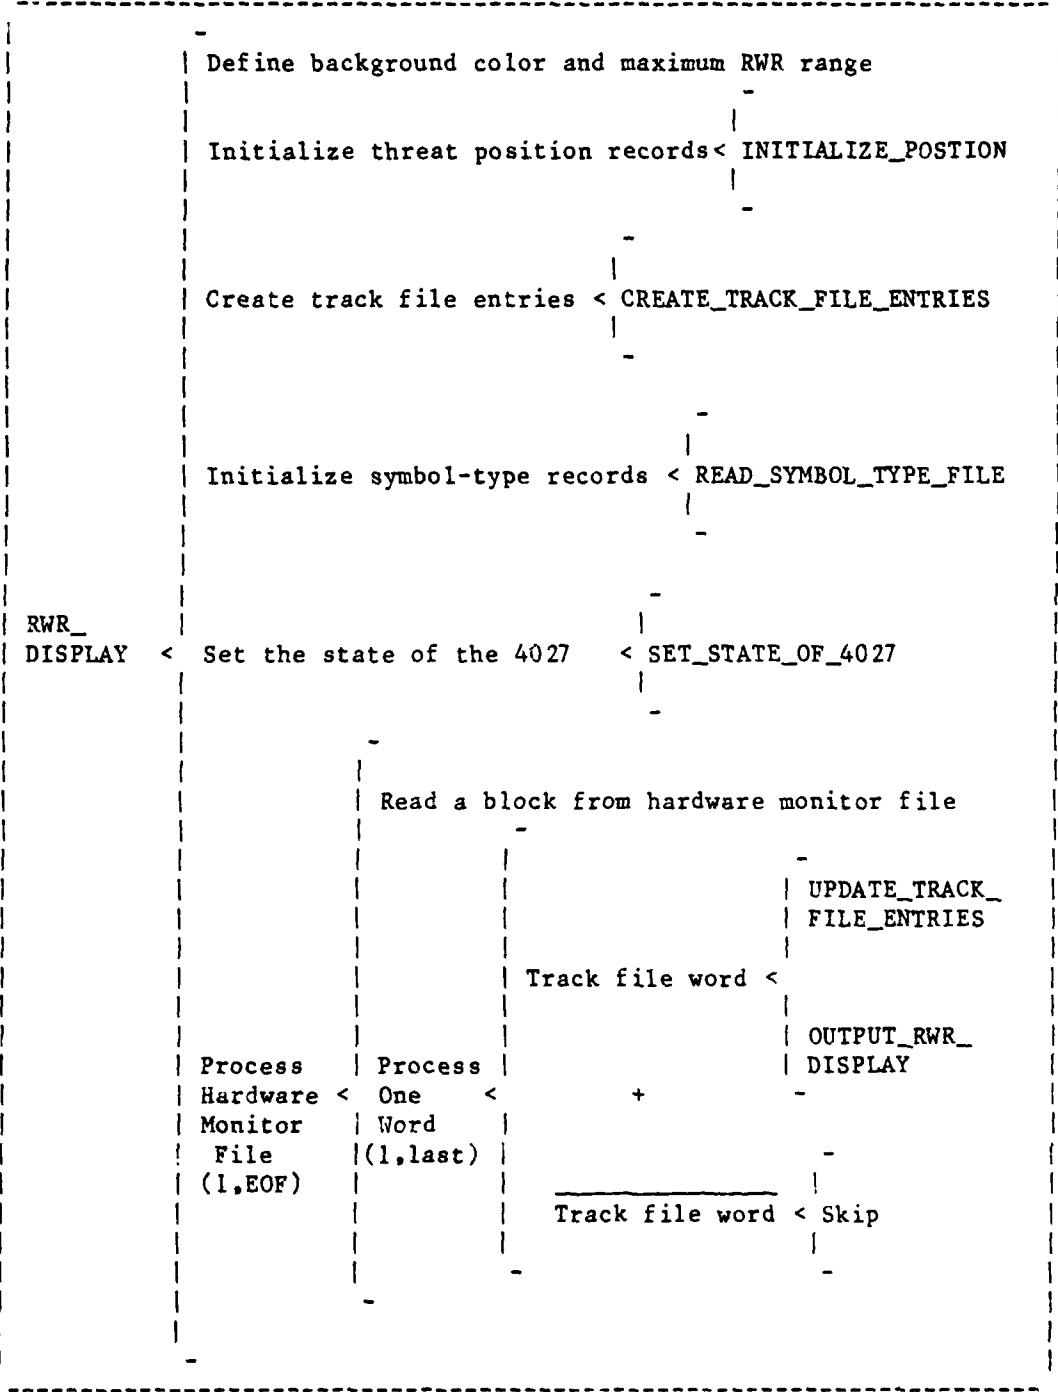 Define background color and maximum RWR range
Initialize threat position records< INITIALIZE_POSTION
Create track file entries < CREATE_TRACK_FILE_ENTRIES
Initialize symbol-type records < READ_SYMBOL_TYPE_FILE
RWR_
DISPLAY < Set the state of the 4027 < SET_STATE_OF_4027
Read a block from hardware monitor file
UPDATE_TRACK_
FILE_ENTRIES
Track file word <
OUTPUT_RWR_
DISPLAY
Process Process
Hardware < One < + -
Monitor Word
File (1,last)
(1,EOF)
Track file word < Skip